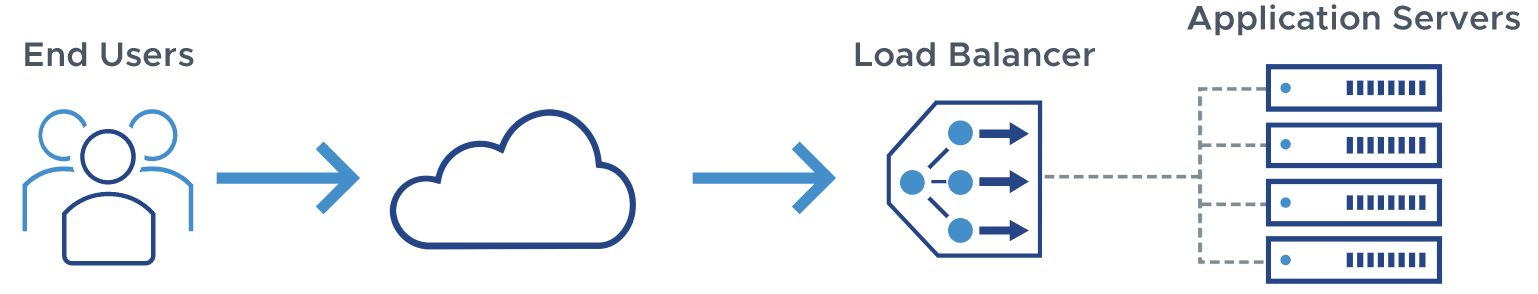 End Users
Load Balancer
Application Servers